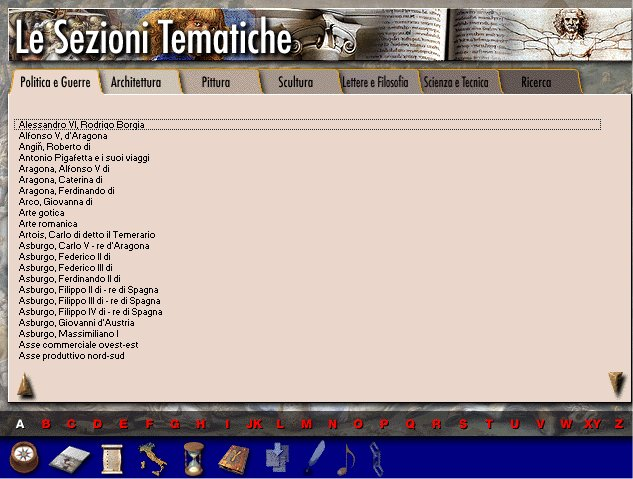 Le Sezioni Tematiche
Politica e Guerre Architettura Pittura Scultura Lettere e Filosofia Scienza e Tecnica Ricerca
Alessandro VI, Rodrigo Borgia
Alfonso V, d'Aragona
Angiň, Roberto di
Antonio Pigafetta e i suoi viaggi
Aragona, Alfonso V di
Aragona, Caterina di
Aragona, Ferdinando di
Arco, Giovanna di
Arte gotica
Arte romanica
Artois, Carlo di detto il Temerario
Asburgo, Carlo V - re d'Aragona
Asburgo, Federico II di
Asburgo, Federico III di
Asburgo, Ferdinando II di
Asburgo, Filippo II di - re di Spagna
Asburgo, Filippo III di - re di Spagna
Asburgo, Filippo IV di - re di Spagna
Asburgo, Giovanni d'Austria
Asburgo, Massimiliano I
Asse commerciale ovest-est
Asse produttivo nord-sud
A B C D E F G H I JK L M N O P Q R S T U V W XY Z